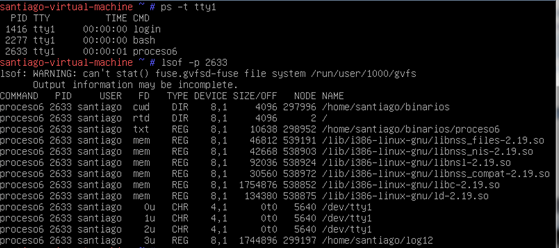 santiago-virtual-machine ~ # ps -t tty1
PID TTY TIME CMD
1416 tty1 00:00:00 login
2277 tty1 00:00:00 bash
2633 tty1 00:00:01 proceso6
santiago-virtual-machine ~ # lsof -p 2633
lsof: WARNING: can't stat() fuse.gvfsd-fuse file system /run/user/1000/gvfs
Output information may be incomplete.
COMMAND PID USER FD TYPE DEVICE SIZE/OFF NODE NAME
proceso6 2633 santiago cwd DIR 8,1 4096 297996 /home/santiago/binarios
proceso6 2633 santiago rtd DIR 8,1 4096 2 /
proceso6 2633 santiago txt REG 8,1 10638 298952 /home/santiago/binarios/proceso6
proceso6 2633 santiago mem REG 8,1 46812 539191 /lib/i386-linux-gnu/libnss_files-2.19.so
proceso6 2633 santiago mem REG 8,1 42668 538903 /lib/i386-linux-gnu/libnss_nis-2.19.so
proceso6 2633 santiago mem REG 8,1 92036 538924 /lib/i386-linux-gnu/libnsl-2.19.so
proceso6 2633 santiago mem REG 8,1 30560 538972 /lib/i386-linux-gnu/libnss_compat-2.19.so
proceso6 2633 santiago mem REG 8,1 1754876 538852 /lib/i386-linux-gnu/libc-2.19.so
proceso6 2633 santiago mem REG 8,1 134380 538875 /lib/i386-linux-gnu/ld-2.19.so
proceso6 2633 santiago 0u CHR 4,1 0t0 5640 /dev/tty1
proceso6 2633 santiago 1u CHR 4,1 0t0 5640 /dev/tty1
proceso6 2633 santiago 2u CHR 4,1 0t0 5640 /dev/tty1
proceso6 2633 santiago 3u REG 8,1 1744896 299197 /home/santiago/log12